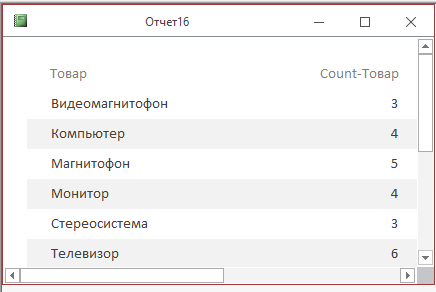 Отчет16
Товар Count-Товар
Видеомагнитофон 3
Компьютер 4
Магнитофон 5
Монитор 4
Стереосистема 3
Телевизор 6